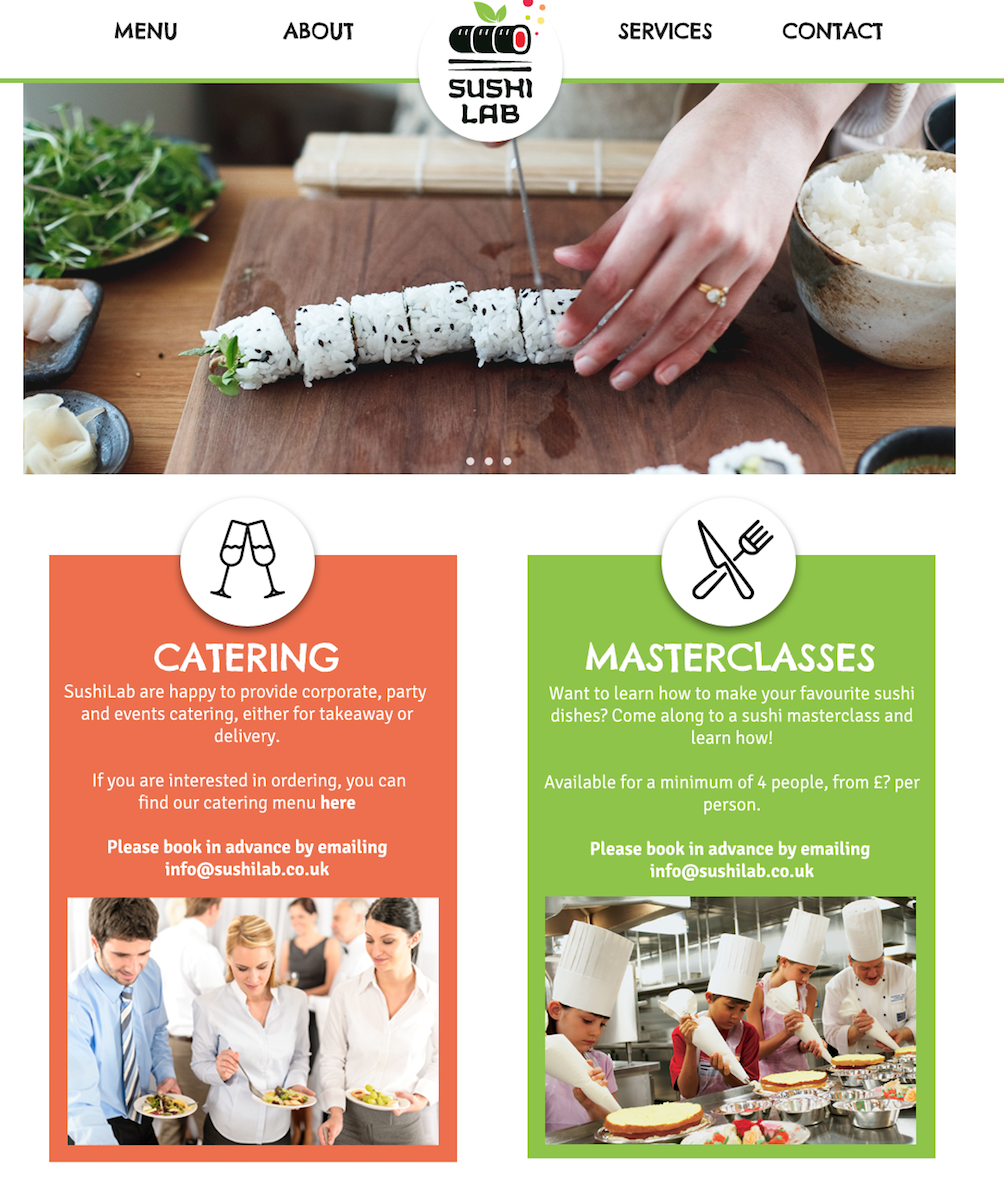 MENU
ABOUT
SUSHI
LAB
SERVICES
CONTACT
CATERING
SushiLab are happy to provide corporate, party
and events catering, either for takeaway or
delivery.
If you are interested in ordering, you can
find our catering menu here
Please book in advance by emailing
info@sushilab.co.uk
MASTERCLASSES
Want to learn how to make your favourite sushi
dishes? Come along to a sushi masterclass and
learn how!
Available for a minimum of 4 people, from £? per
person.
Please book in advance by emailing
info@sushilab.co.uk